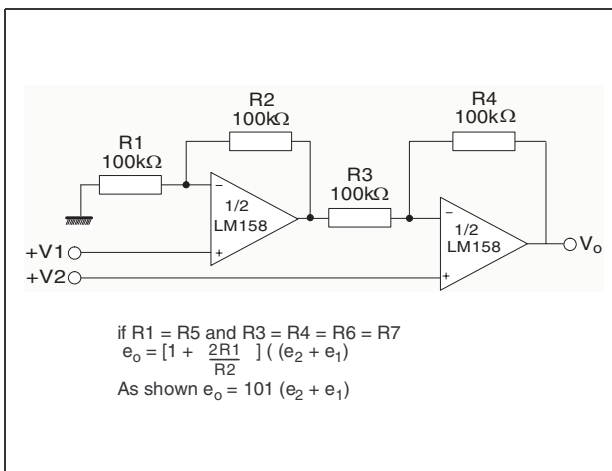 R2
100kΩ
R4
100kΩ
R1
100kΩ
R3
100kΩ
1/2
LM158
1/2
LM158
+V1
+V2
Vo
if R1 = R5 and R3 = R4 = R6 = R7
eo = [1 + 2R1/R2 ] ( (e2 + e1)
As shown eo = 101 (e2 + e1)